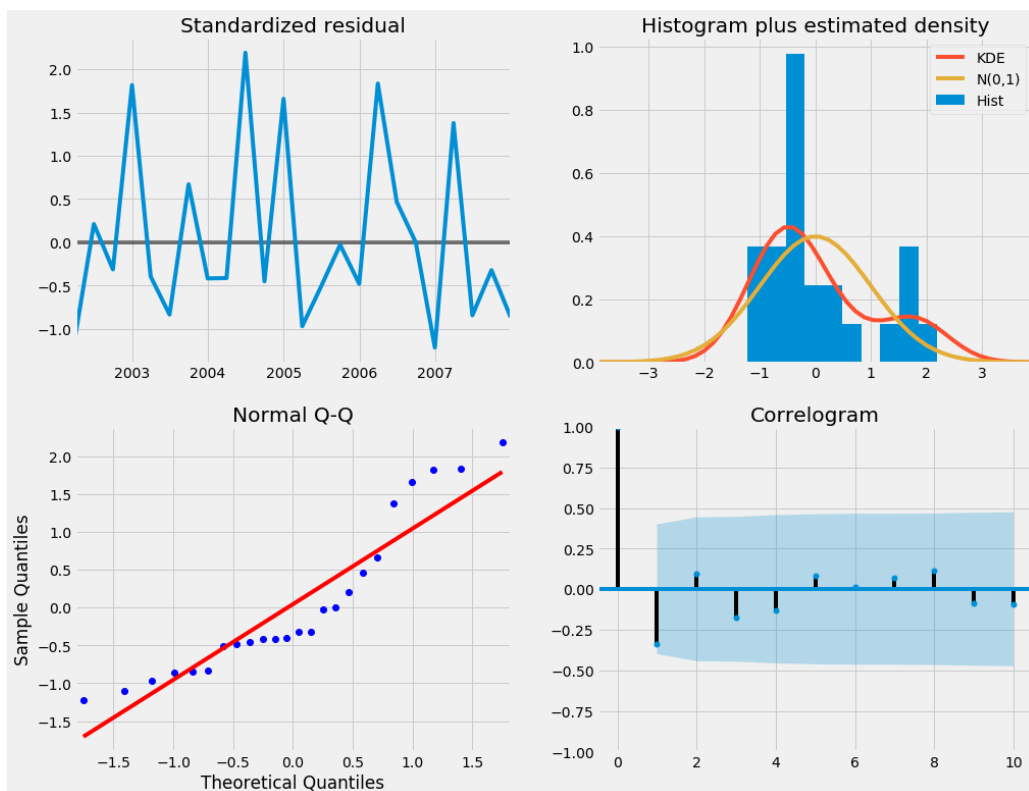 Standardized residual
2.0
1.5
1.0
0.5
0.0
−0.5
−1.0
2003 2004 2005 2006 2007
Histogram plus estimated density
1.0
0.8
0.6
0.4
0.2
0.0
−3 −2 −1 0 1 2 3
KDE
N(0,1)
Hist
Normal Q-Q
Sample Quantiles
2.0
1.5
1.0
0.5
0.0
−0.5
−1.0
−1.5
−1.5 −1.0 −0.5 0.0 0.5 1.0 1.5
Theoretical Quantiles
Correlogram
1.00
0.75
0.50
0.25
0.00
−0.25
−0.50
−0.75
−1.00
0 2 4 6 8 10